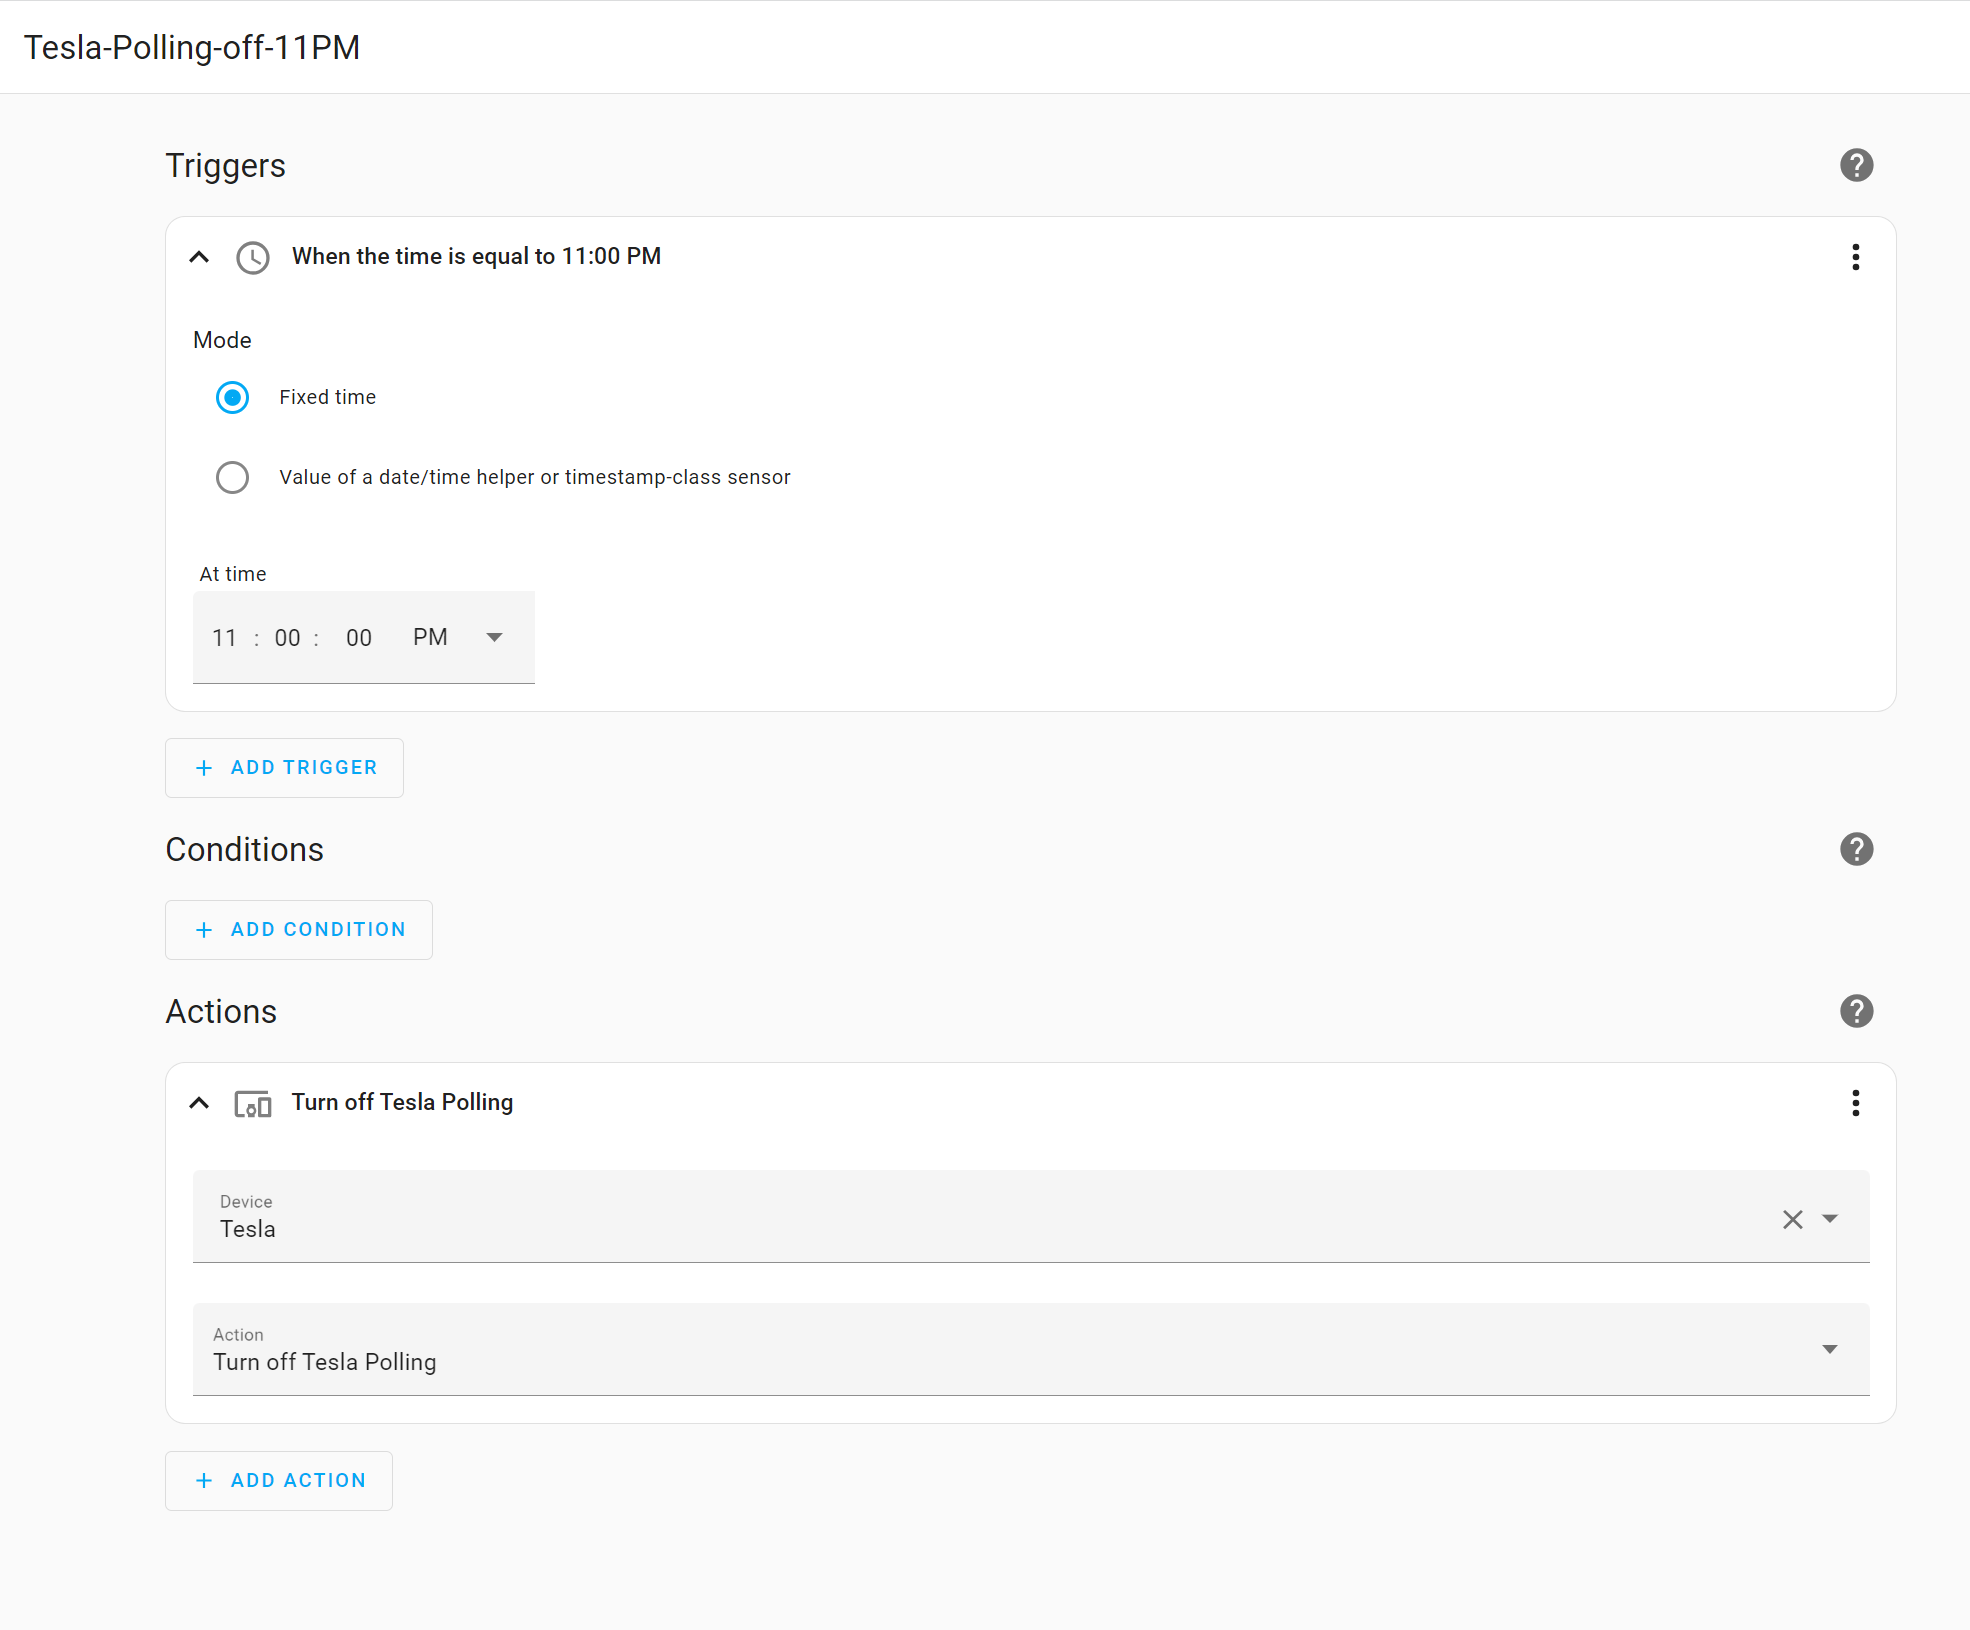 Tesla-Polling-off-11PM
Triggers
When the time is equal to 11:00 PM
Mode
Fixed time
Value of a date/time helper or timestamp-class sensor
At time
11 : 00 : 00 PM
+ ADD TRIGGER
Conditions
+ ADD CONDITION
Actions
Turn off Tesla Polling
Device
Tesla
Action
Turn off Tesla Polling
+ ADD ACTION